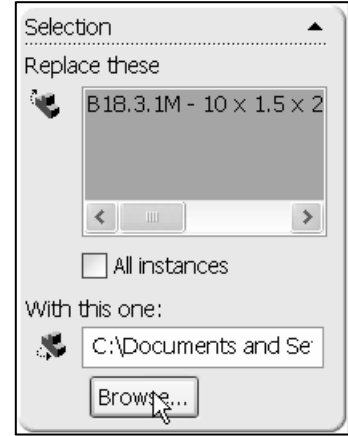 Selection
Replace these
B18.3.1M - 10 x 1.5 x 2
All instances
With this one:
C:\Documents and Se
Browse...